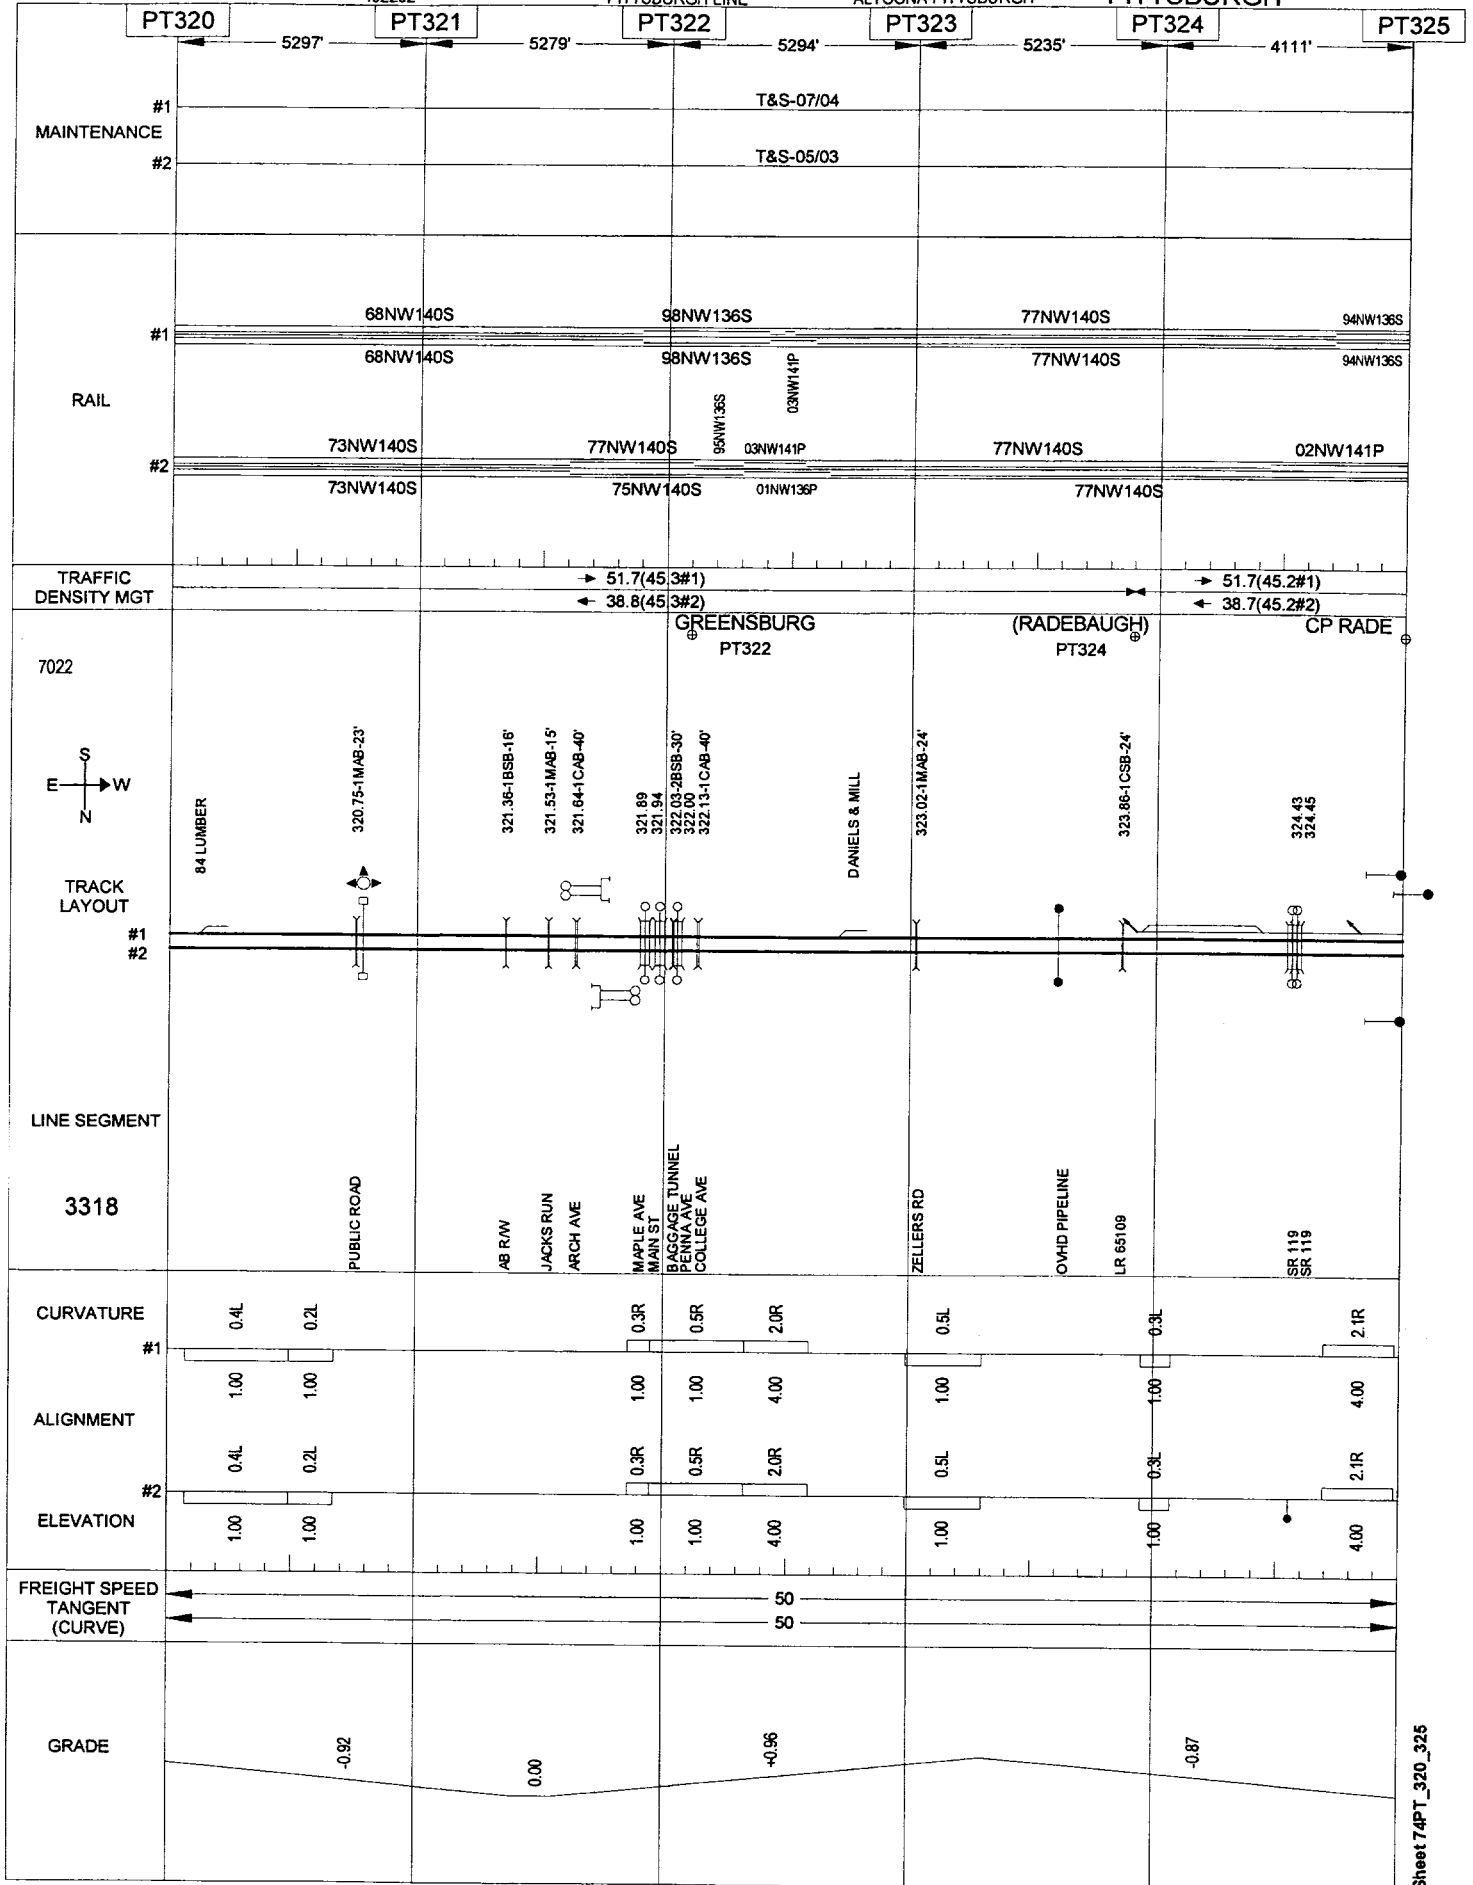 PITTSBURGH LINE
ALTOONA-PITTSBURGH
PITTSBURGH
PT320 PT321 PT322 PT323 PT324 PT325
5297' 5279' 5294' 5235' 4111'
MAINTENANCE
#1 T&S-07/04
#2 T&S-05/03
RAIL
68NW140S 98NW136S 77NW140S 94NW136S
#1
68NW140S 98NW136S 77NW140S 94NW136S
95NW136S 03NW141P
73NW140S 77NW140S 03NW141P 77NW140S 02NW141P
#2
73NW140S 75NW140S 01NW136P 77NW140S
TRAFFIC
DENSITY MGT
51.7(45.3#1) 51.7(45.2#1)
38.8(45.3#2) 38.7(45.2#2)
GREENSBURG (RADEBAUGH) CP RADE
PT322 PT324
7022
S
E W
N
84 LUMBER
320.75-1MAB-23'
321.36-1BSB-16'
321.53-1MAB-15'
321.64-1CAB-40'
321.89
321.94
322.03-2BSB-30'
322.00
322.13-1CAB-40'
DANIELS & MILL
323.02-1MAB-24'
323.86-1CSB-24'
324.43
324.45
TRACK
LAYOUT
#1
#2
LINE SEGMENT
3318
PUBLIC ROAD
AB R/W
JACKS RUN
ARCH AVE
MAPLE AVE
MAIN ST
BAGGAGE TUNNEL
PENNA AVE
COLLEGE AVE
ZELLERS RD
OVHD PIPELINE
LR 65109
SR 119
SR 119
CURVATURE
0.4L 0.2L 0.3R 0.5R 2.0R 0.5L 0.3L 2.1R
#1
1.00 1.00 1.00 1.00 4.00 1.00 1.00 4.00
ALIGNMENT
0.4L 0.2L 0.3R 0.5R 2.0R 0.5L 0.3L 2.1R
#2
ELEVATION
1.00 1.00 1.00 1.00 4.00 1.00 1.00 4.00
FREIGHT SPEED
TANGENT
(CURVE)
50
50
GRADE
-0.92 0.00 +0.96 -0.87
Sheet 74PT_320_325